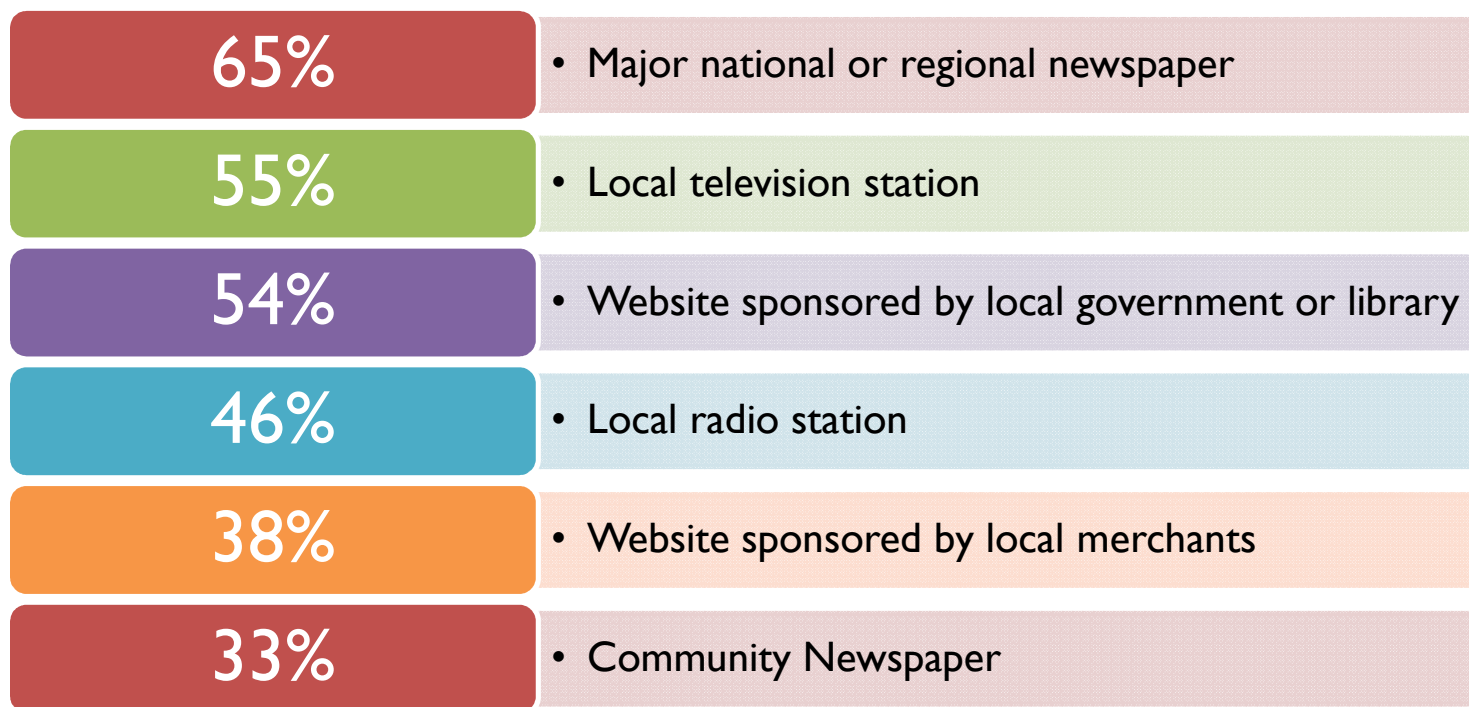 65% • Major national or regional newspaper
55% • Local television station
54% • Website sponsored by local government or library
46% • Local radio station
38% • Website sponsored by local merchants
33% • Community Newspaper